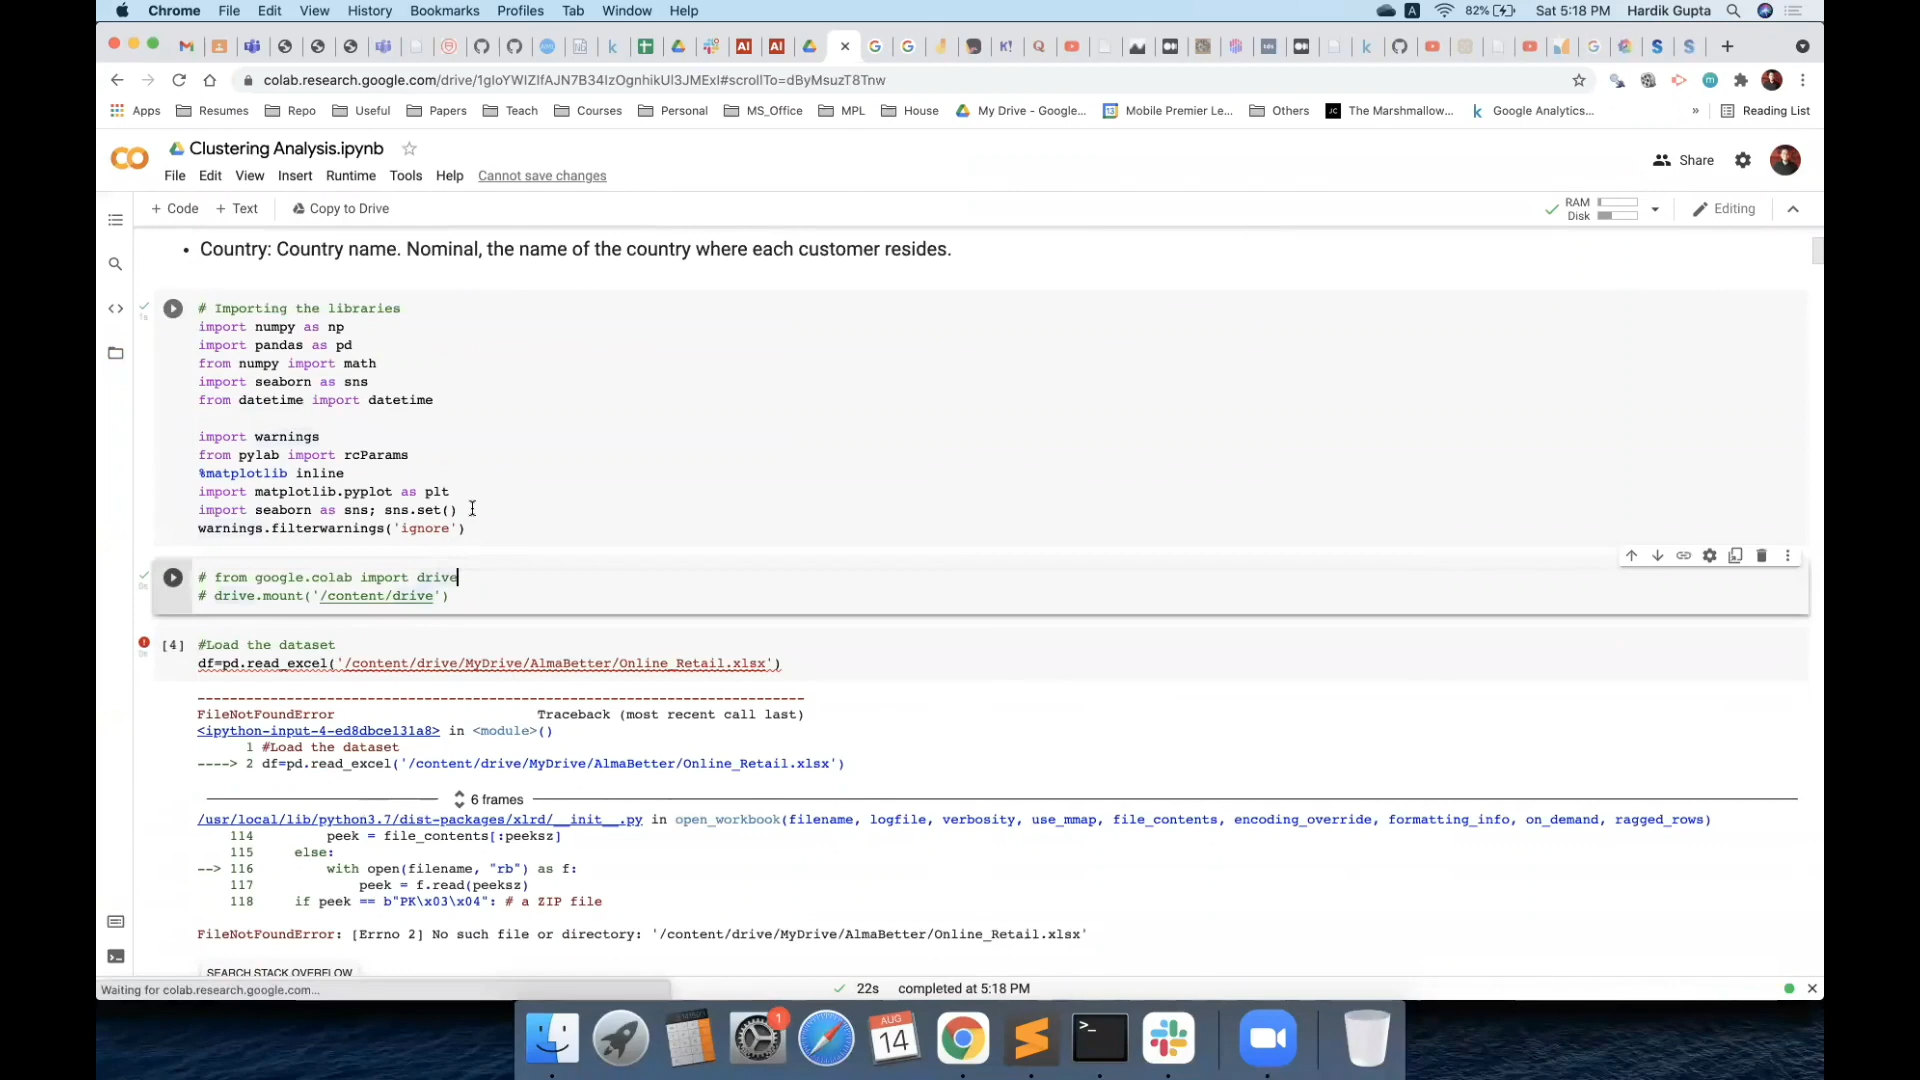 Chrome File Edit View History Bookmarks Profiles Tab Window Help A 82% Sat 5:18 PM Hardik Gupta
colab.research.google.com/drive/1gIoYWIZIfAJN7B34IzOgnhikUl3JMExI#scrollTo=dByMsuzT8Tnw
Apps Resumes Repo Useful Papers Teach Courses Personal MS_Office MPL House My Drive - Google... Mobile Premier Le... Others The Marshmallow... Google Analytics... » Reading List
Clustering Analysis.ipynb
File Edit View Insert Runtime Tools Help Cannot save changes Share
+ Code + Text Copy to Drive RAM Disk Editing
• Country: Country name. Nominal, the name of the country where each customer resides.
# Importing the libraries
import numpy as np
import pandas as pd
from numpy import math
import seaborn as sns
from datetime import datetime
import warnings
from pylab import rcParams
%matplotlib inline
import matplotlib.pyplot as plt
import seaborn as sns; sns.set()
warnings.filterwarnings('ignore')
# from google.colab import drive
# drive.mount('/content/drive')
[4] #Load the dataset
df=pd.read_excel('/content/drive/MyDrive/AlmaBetter/Online_Retail.xlsx')
FileNotFoundError Traceback (most recent call last)
<ipython-input-4-ed8dbce131a8> in <module>()
1 #Load the dataset
----> 2 df=pd.read_excel('/content/drive/MyDrive/AlmaBetter/Online_Retail.xlsx')
6 frames
/usr/local/lib/python3.7/dist-packages/xlrd/__init__.py in open_workbook(filename, logfile, verbosity, use_mmap, file_contents, encoding_override, formatting_info, on_demand, ragged_rows)
114 peek = file_contents[:peeksz]
115 else:
--> 116 with open(filename, "rb") as f:
117 peek = f.read(peeksz)
118 if peek == b"PK\x03\x04": # a ZIP file
FileNotFoundError: [Errno 2] No such file or directory: '/content/drive/MyDrive/AlmaBetter/Online_Retail.xlsx'
SEARCH STACK OVERFLOW
Waiting for colab.research.google.com... 22s completed at 5:18 PM
1
AUG
14